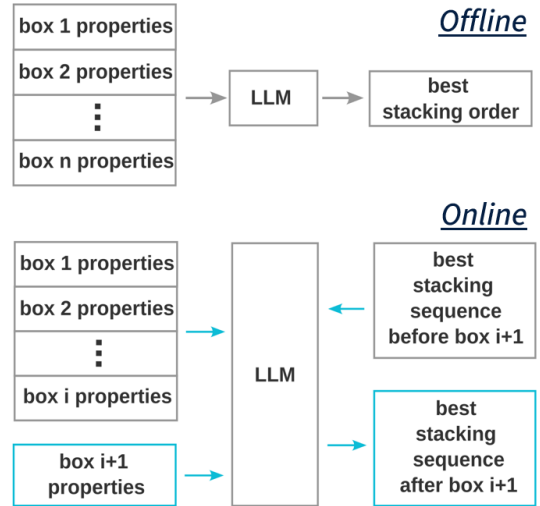 Offline
box 1 properties
box 2 properties
⋮
box n properties
LLM
best
stacking order
Online
box 1 properties
box 2 properties
⋮
box i properties
box i+1
properties
LLM
best
stacking
sequence
before box i+1
best
stacking
sequence
after box i+1